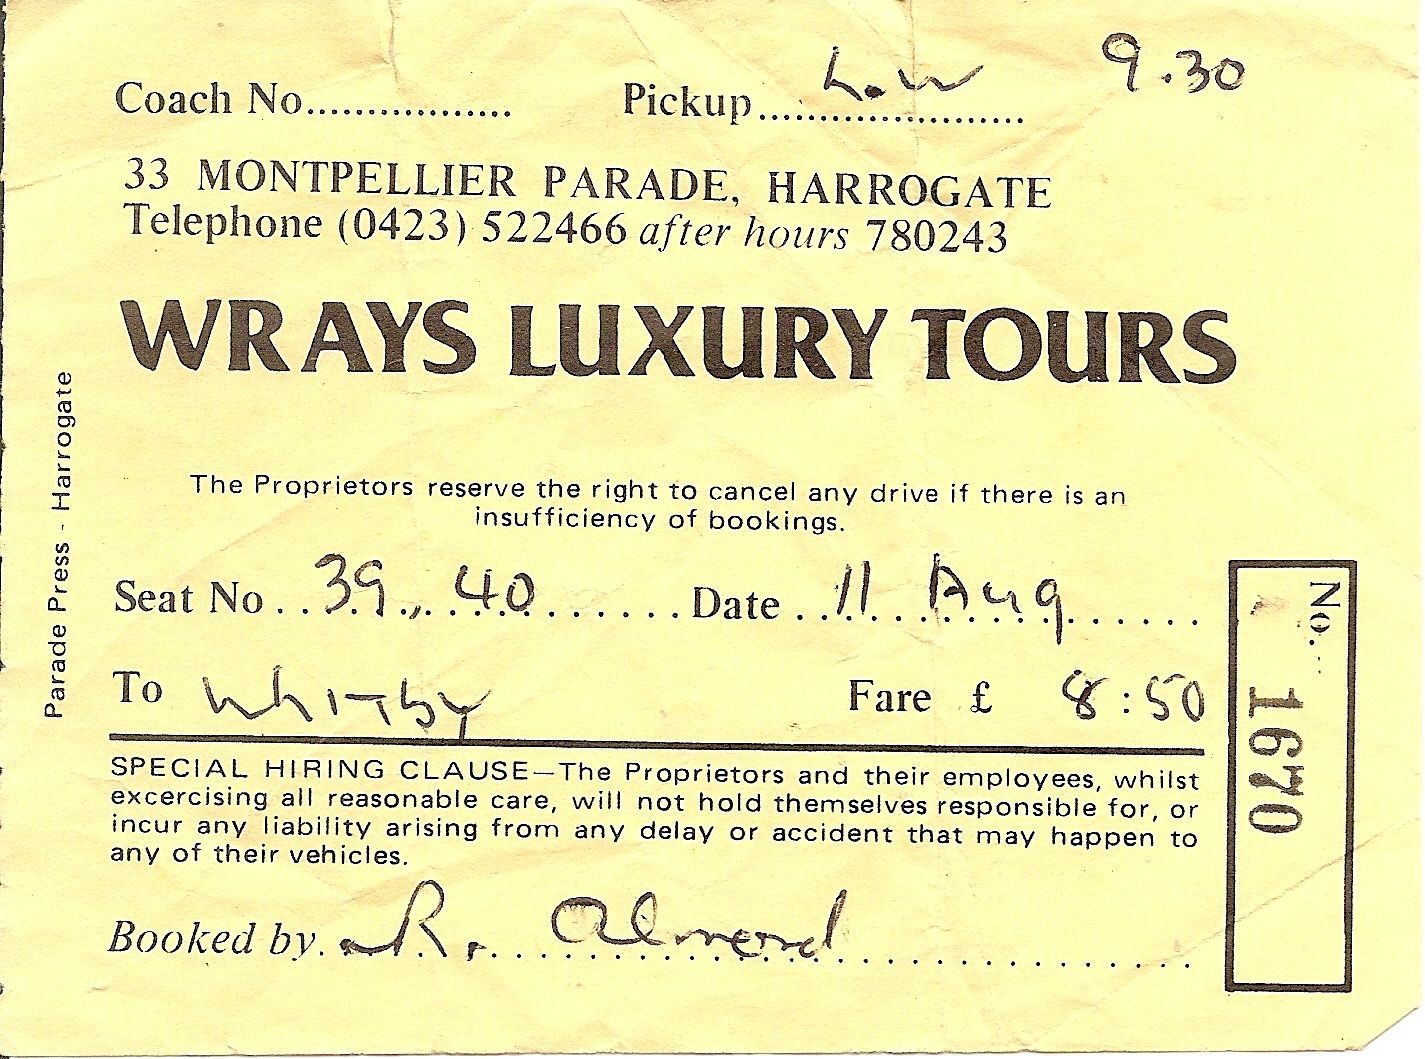 Coach No................. Pickup...................... L.W 9.30
33 MONTPELLIER PARADE, HARROGATE
Telephone (0423) 522466 after hours 780243
WRAYS LUXURY TOURS
Parade Press - Harrogate
The Proprietors reserve the right to cancel any drive if there is an
insufficiency of bookings.
Seat No .. 39, 40 ....... Date .. 11 Aug ......
To Whitby Fare £ 8:50
No. 1670
SPECIAL HIRING CLAUSE—The Proprietors and their employees, whilst
excercising all reasonable care, will not hold themselves responsible for, or
incur any liability arising from any delay or accident that may happen to
any of their vehicles.
Booked by. R. Almond ..............